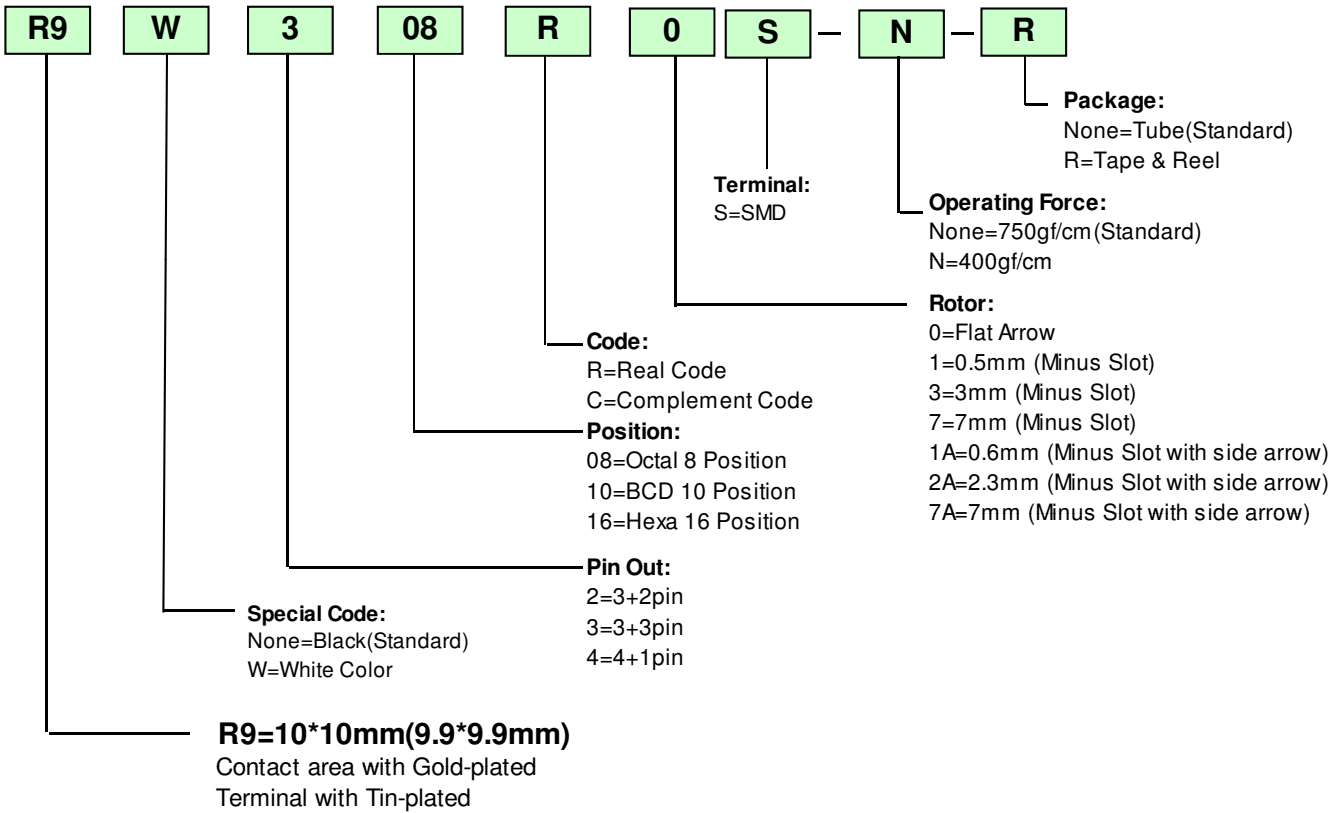 R9 W 3 08 R 0 S – N – R
Package:
None=Tube(Standard)
R=Tape & Reel
Terminal:
S=SMD
Operating Force:
None=750gf/cm(Standard)
N=400gf/cm
Rotor:
0=Flat Arrow
1=0.5mm (Minus Slot)
3=3mm (Minus Slot)
7=7mm (Minus Slot)
1A=0.6mm (Minus Slot with side arrow)
2A=2.3mm (Minus Slot with side arrow)
7A=7mm (Minus Slot with side arrow)
Code:
R=Real Code
C=Complement Code
Position:
08=Octal 8 Position
10=BCD 10 Position
16=Hexa 16 Position
Pin Out:
2=3+2pin
3=3+3pin
4=4+1pin
Special Code:
None=Black(Standard)
W=White Color
R9=10*10mm(9.9*9.9mm)
Contact area with Gold-plated
Terminal with Tin-plated